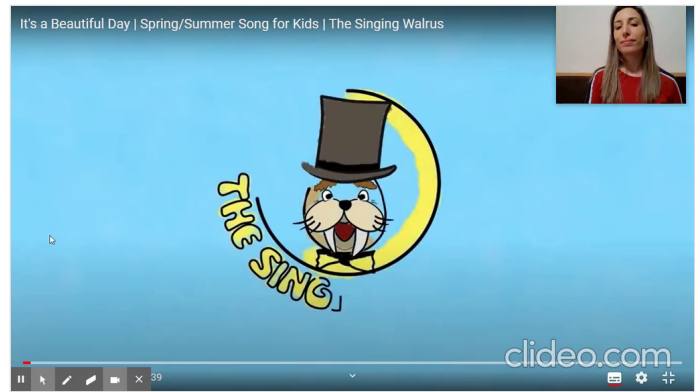 It's a Beautiful Day | Spring/Summer Song for Kids | The Singing Walrus
THE SING
clideo.com
39